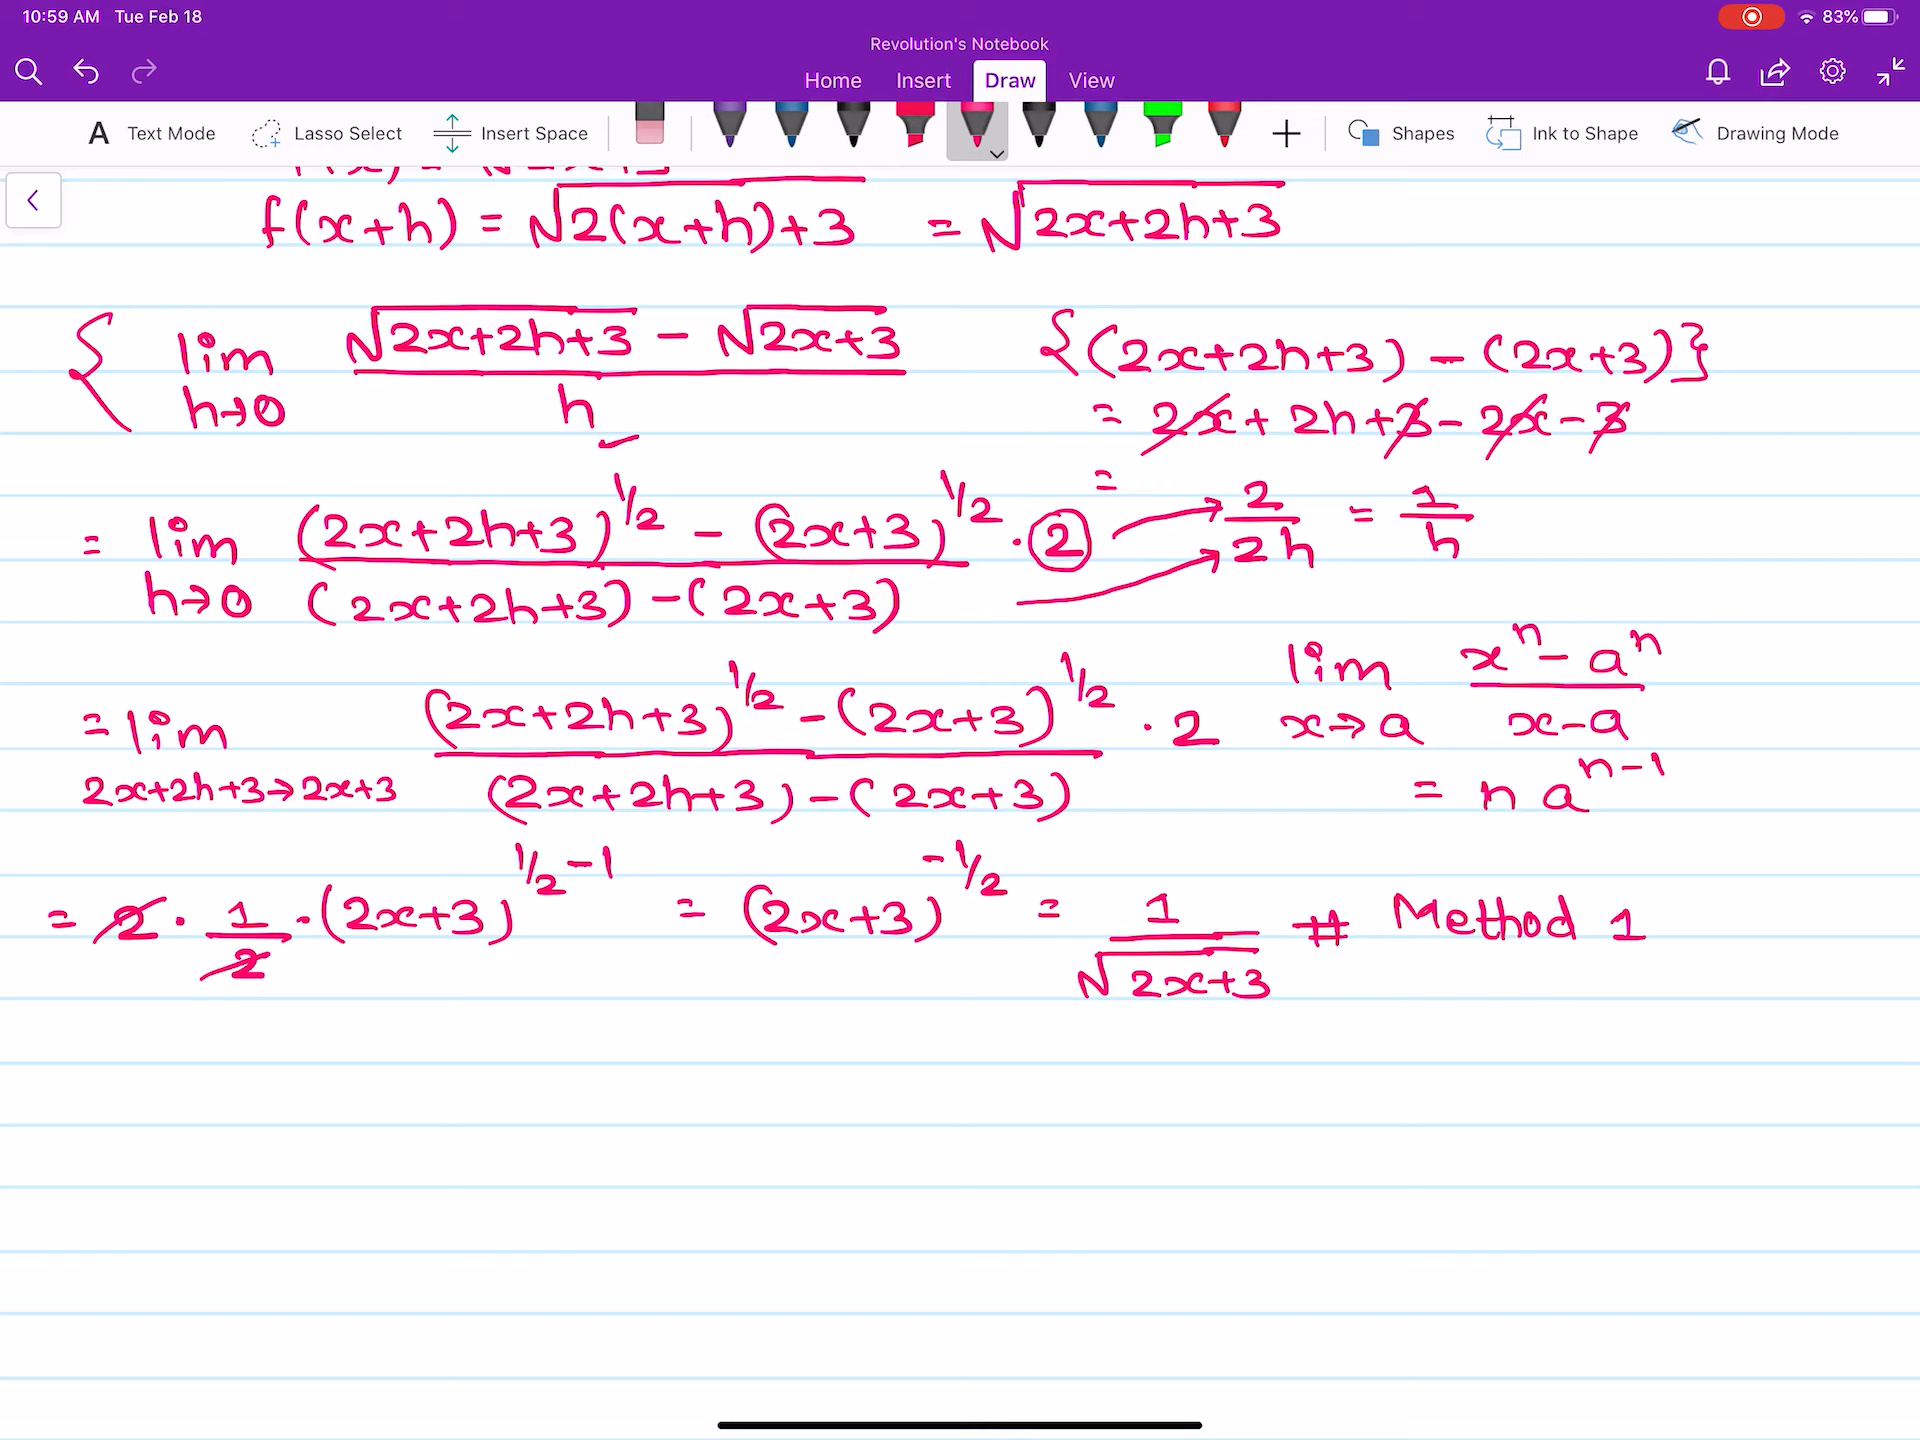 10:59 AM Tue Feb 18
83%
Revolution's Notebook
Home Insert Draw View
A Text Mode Lasso Select Insert Space Shapes Ink to Shape Drawing Mode
f(x+h) = √(2(x+h)+3) = √(2x+2h+3)
{ lim h→0 (√(2x+2h+3) - √(2x+3)) / h
{(2x+2h+3) - (2x+3)}
= 2x + 2h + 3 - 2x - 3
=
= lim h→0 ((2x+2h+3)^1/2 - (2x+3)^1/2) / ((2x+2h+3) - (2x+3)) · 2
2/2h = 1/h
= lim 2x+2h+3→2x+3 ((2x+2h+3)^1/2 - (2x+3)^1/2) / ((2x+2h+3) - (2x+3)) · 2
lim x→a (x^n - a^n) / (x-a)
= n a^n-1
= 2 · 1/2 · (2x+3)^1/2-1 = (2x+3)^-1/2 = 1/√(2x+3) # Method 1